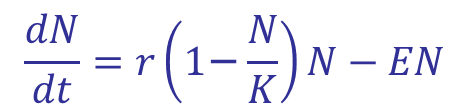 dN/dt = r(1−N/K)N − EN